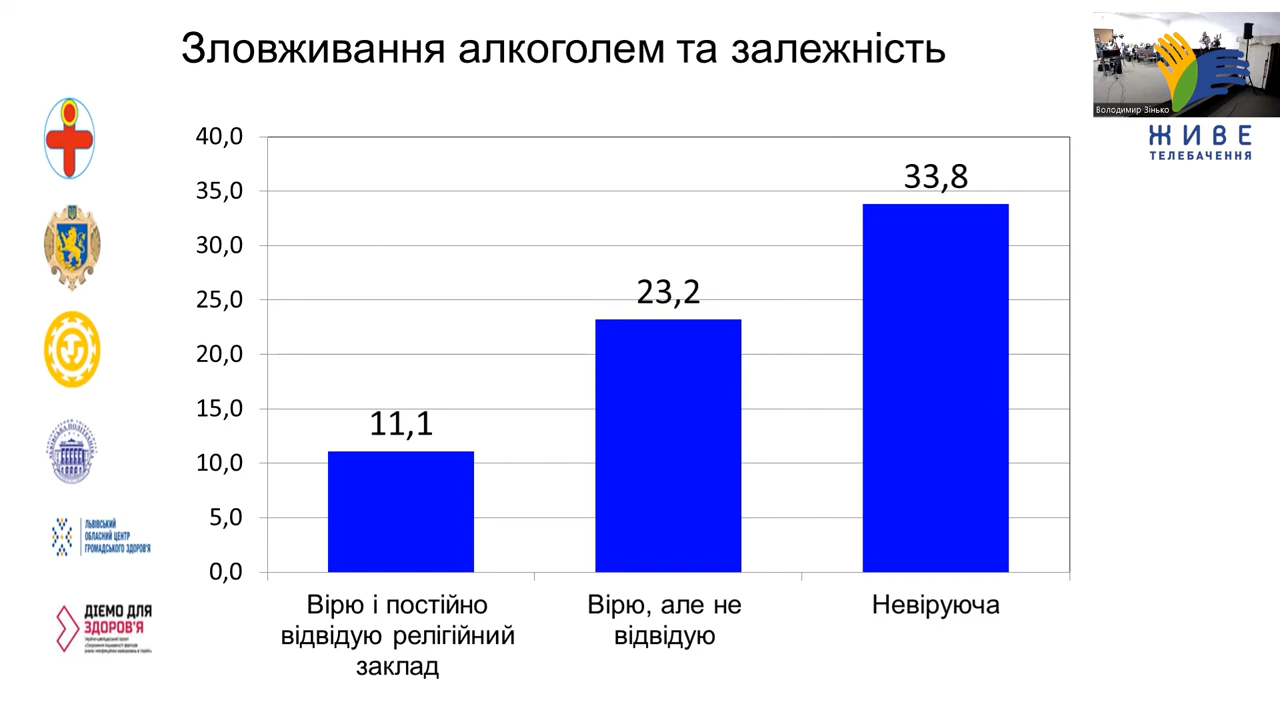 Зловживання алкоголем та залежність
Володимир Зінько
ЖИВЕ
ТЕЛЕБАЧЕННЯ
40,0
35,0
30,0
25,0
20,0
15,0
10,0
5,0
0,0
11,1
23,2
33,8
Вірю і постійно
відвідую релігійний
заклад
Вірю, але не
відвідую
Невіруюча
ЛЬВІВСЬКИЙ
ОБЛАСНИЙ ЦЕНТР
ГРОМАДСЬКОГО ЗДОРОВ'Я
ДІЄМО ДЛЯ
ЗДОРОВ'Я